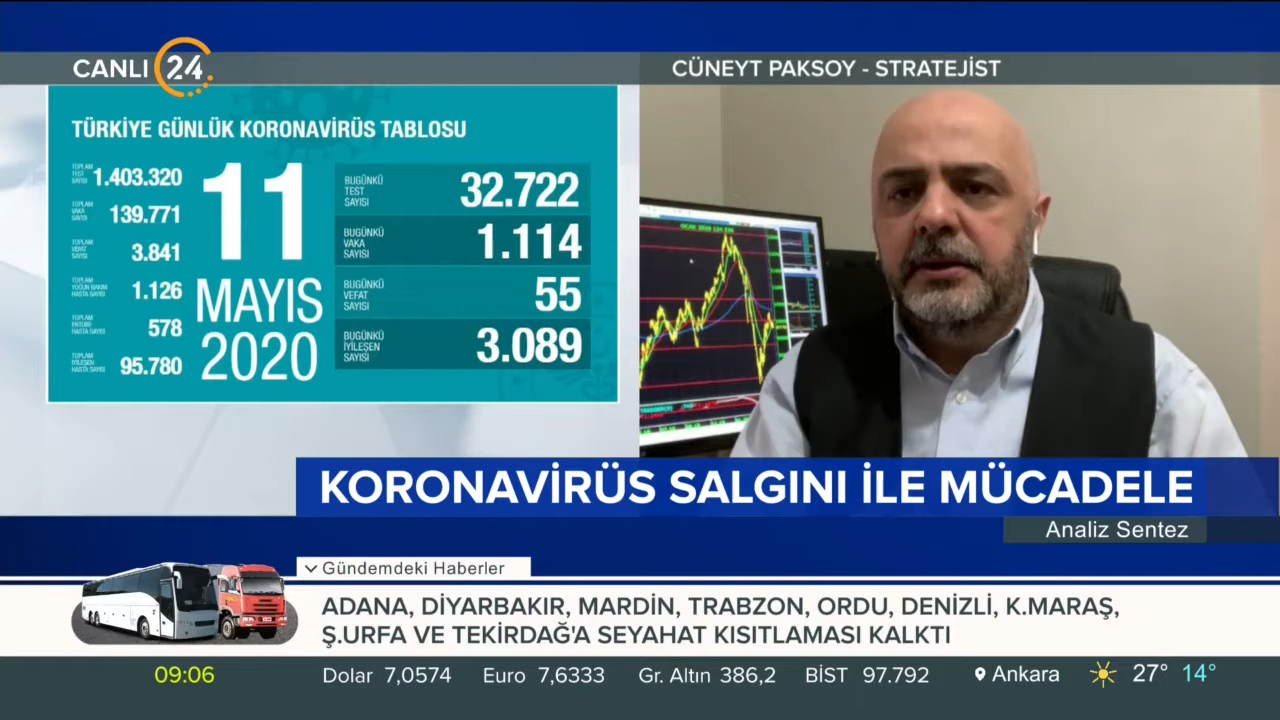 CANLI 24
CÜNEYT PAKSOY - STRATEJİST
TÜRKİYE GÜNLÜK KORONAVİRÜS TABLOSU
TOPLAM
TEST
SAYISI
1.403.320
TOPLAM
VAKA
SAYISI
139.771
TOPLAM
VEFAT
SAYISI
3.841
TOPLAM
YOĞUN BAKIM
HASTA SAYISI
1.126
TOPLAM
ENTUBE
HASTA SAYISI
578
TOPLAM
İYİLEŞEN
HASTA SAYISI
95.780
11
MAYIS
2020
BUGÜNKÜ
TEST
SAYISI
32.722
BUGÜNKÜ
VAKA
SAYISI
1.114
BUGÜNKÜ
VEFAT
SAYISI
55
BUGÜNKÜ
İYİLEŞEN
SAYISI
3.089
KORONAVİRÜS SALGINI İLE MÜCADELE
Analiz Sentez
Gündemdeki Haberler
ADANA, DİYARBAKIR, MARDİN, TRABZON, ORDU, DENİZLİ, K.MARAŞ,
Ş.URFA VE TEKİRDAĞ'A SEYAHAT KISITLAMASI KALKTI
09:06 Dolar 7,0574 Euro 7,6333 Gr. Altın 386,2 BİST 97.792 Ankara 27° 14°